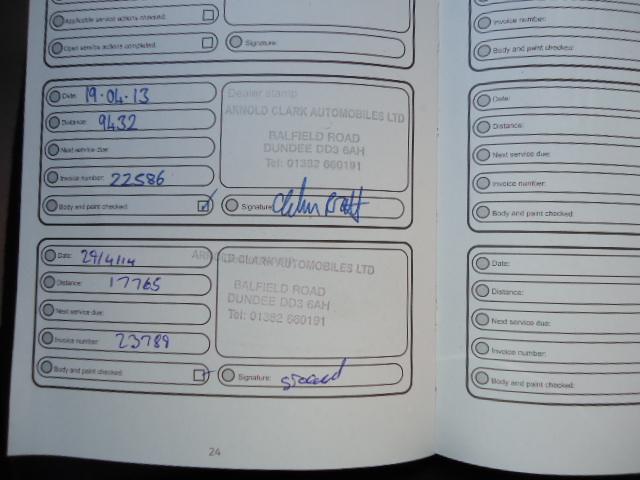 Applicable service actions checked:
Open service actions completed:
Signature:
Date: 19.04.13
Distance: 9432
Next service due:
Invoice number: 22586
Body and paint checked:
Dealer stamp
ARNOLD CLARK AUTOMOBILES LTD
BALFIELD ROAD
DUNDEE DD3 6AH
Tel: 01382 660191
Signature:
Date: 29/4/14
Distance: 17765
Next service due:
Invoice number: 23789
Body and paint checked:
ARNOLD CLARK AUTOMOBILES LTD
BALFIELD ROAD
DUNDEE DD3 6AH
Tel: 01382 660191
Signature:
24
Invoice number:
Body and paint checked:
Date:
Distance:
Next service due:
Invoice number:
Body and paint checked:
Date:
Distance:
Next service due:
Invoice number:
Body and paint checked: